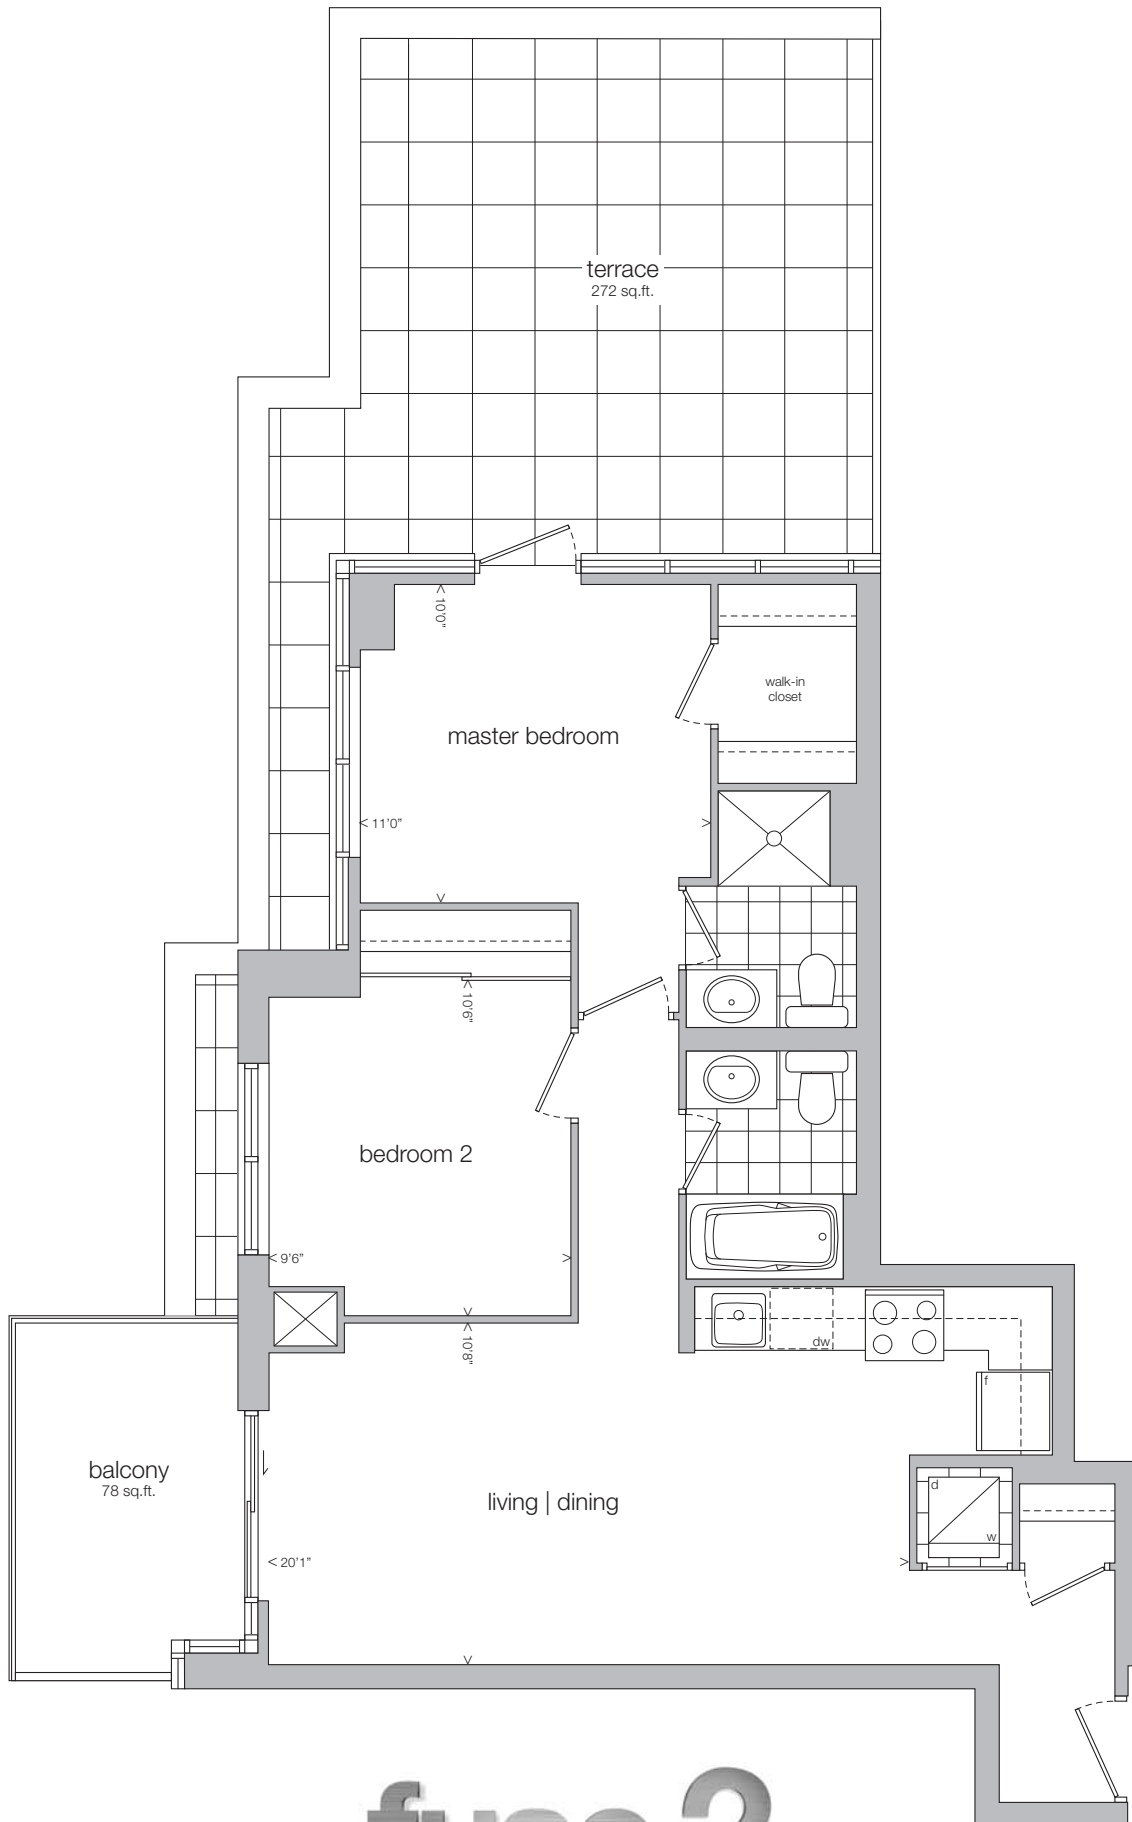 terrace
272 sq.ft.
10'0"
walk-in
closet
master bedroom
11'0"
10'6"
bedroom 2
9'6"
10'8"
dw
f
balcony
78 sq.ft.
living | dining
d
w
20'1"